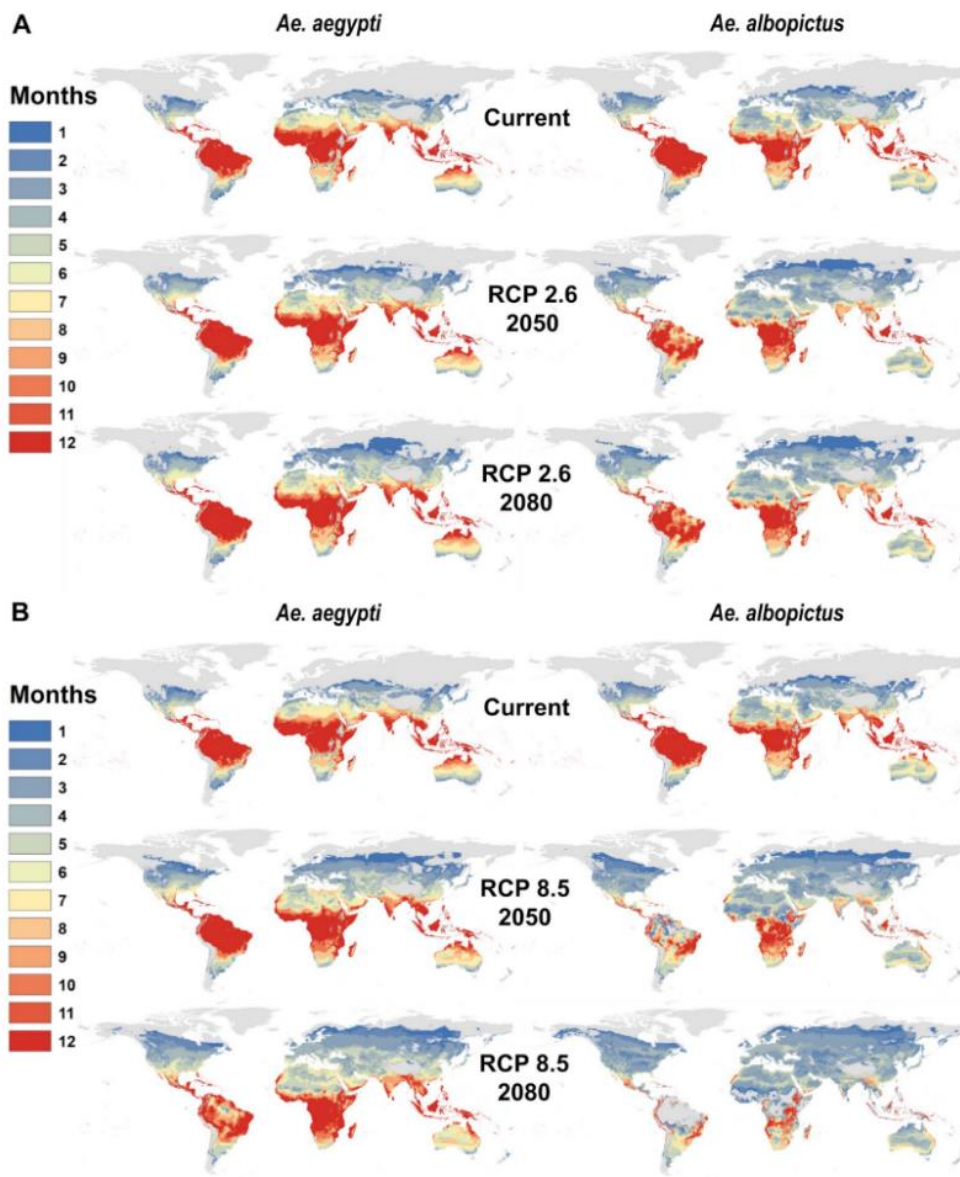 A
Ae. aegypti
Ae. albopictus
Months
1
2
3
4
5
6
7
8
9
10
11
12
Current
RCP 2.6
2050
RCP 2.6
2080
B
Ae. aegypti
Ae. albopictus
Months
1
2
3
4
5
6
7
8
9
10
11
12
Current
RCP 8.5
2050
RCP 8.5
2080